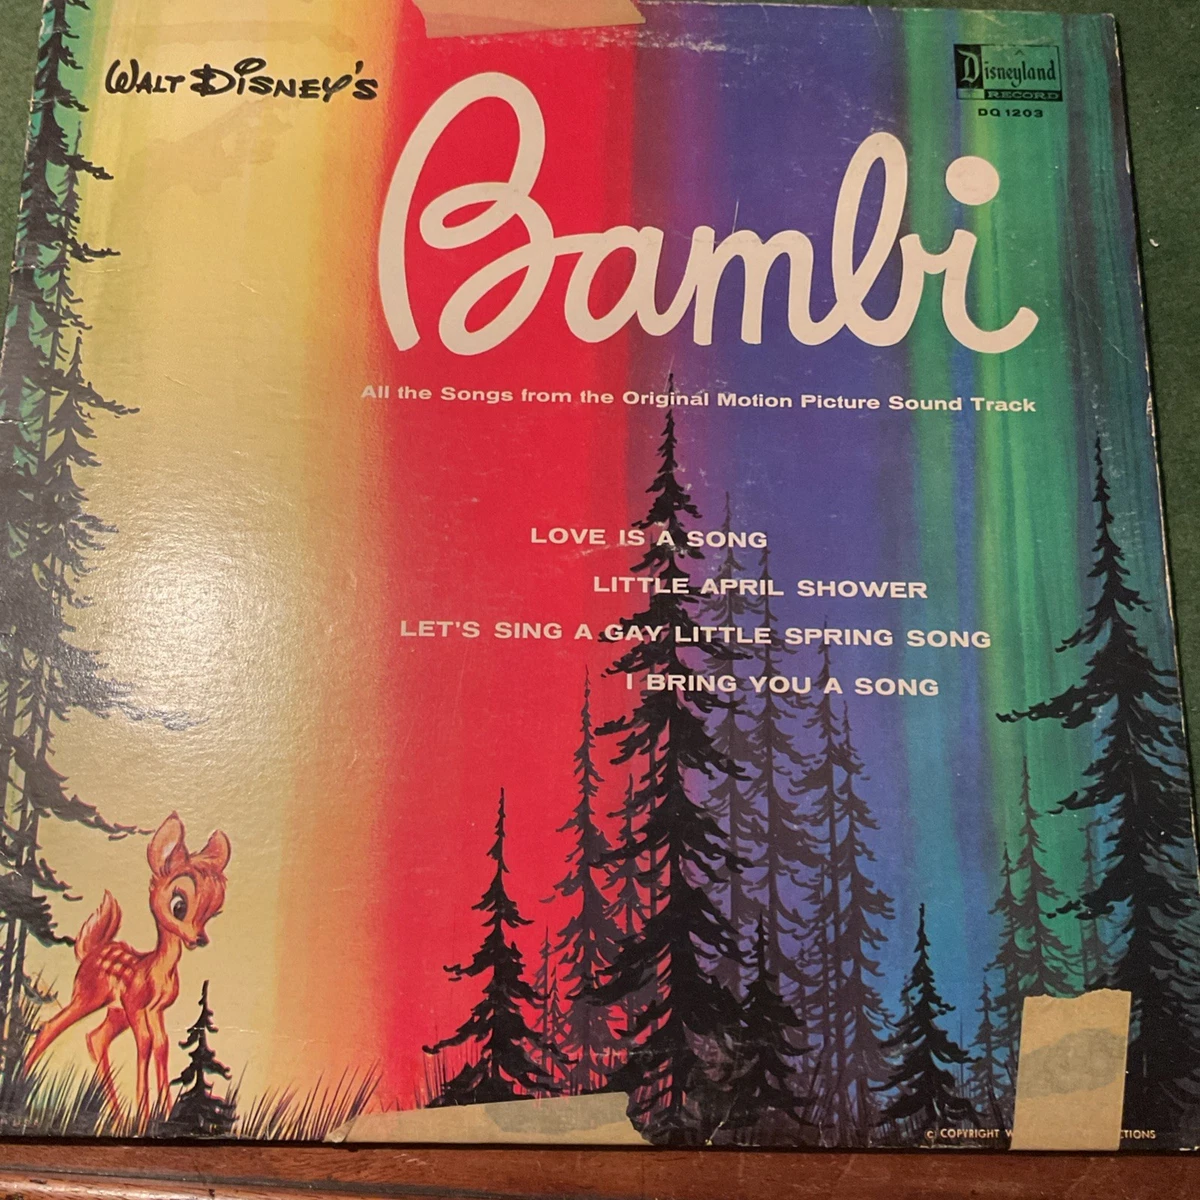 WALT DISNEY'S
Disneyland
RECORD
DQ 1203
Bambi
All the Songs from the Original Motion Picture Sound Track
LOVE IS A SONG
LITTLE APRIL SHOWER
LET'S SING A GAY LITTLE SPRING SONG
I BRING YOU A SONG
© COPYRIGHT